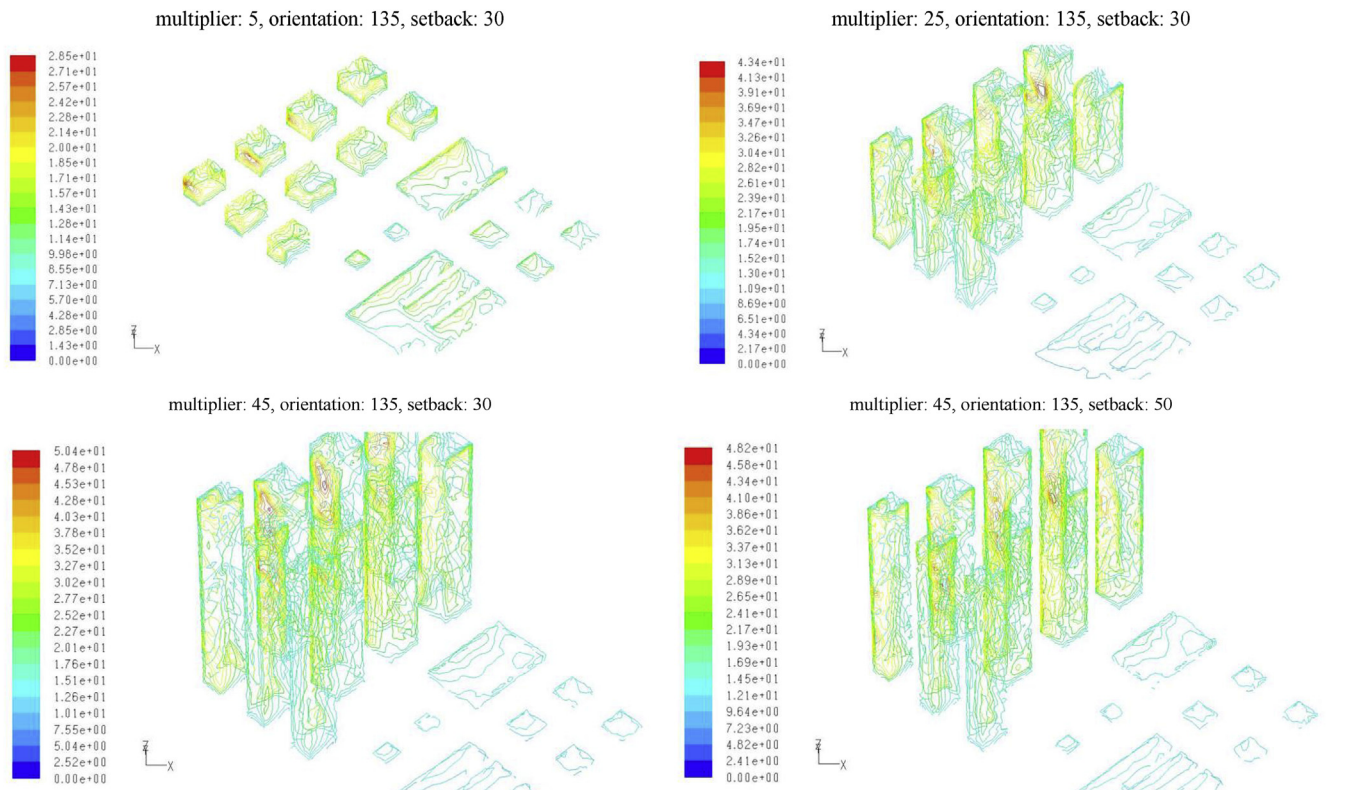 multiplier: 5, orientation: 135, setback: 30
2.85e+01
2.71e+01
2.57e+01
2.42e+01
2.28e+01
2.14e+01
2.00e+01
1.85e+01
1.71e+01
1.57e+01
1.43e+01
1.28e+01
1.14e+01
9.98e+00
8.55e+00
7.13e+00
5.70e+00
4.28e+00
2.85e+00
1.43e+00
0.00e+00
Z
X
multiplier: 25, orientation: 135, setback: 30
4.34e+01
4.13e+01
3.91e+01
3.69e+01
3.47e+01
3.26e+01
3.04e+01
2.82e+01
2.61e+01
2.39e+01
2.17e+01
1.95e+01
1.74e+01
1.52e+01
1.30e+01
1.09e+01
8.69e+00
6.51e+00
4.34e+00
2.17e+00
0.00e+00
Z
X
multiplier: 45, orientation: 135, setback: 30
5.04e+01
4.78e+01
4.53e+01
4.28e+01
4.03e+01
3.78e+01
3.52e+01
3.27e+01
3.02e+01
2.77e+01
2.52e+01
2.27e+01
2.01e+01
1.76e+01
1.51e+01
1.26e+01
1.01e+01
7.55e+00
5.04e+00
2.52e+00
0.00e+00
Z
X
multiplier: 45, orientation: 135, setback: 50
4.82e+01
4.58e+01
4.34e+01
4.10e+01
3.86e+01
3.62e+01
3.37e+01
3.13e+01
2.89e+01
2.65e+01
2.41e+01
2.17e+01
1.93e+01
1.69e+01
1.45e+01
1.21e+01
9.64e+00
7.23e+00
4.82e+00
2.41e+00
0.00e+00
Z
X